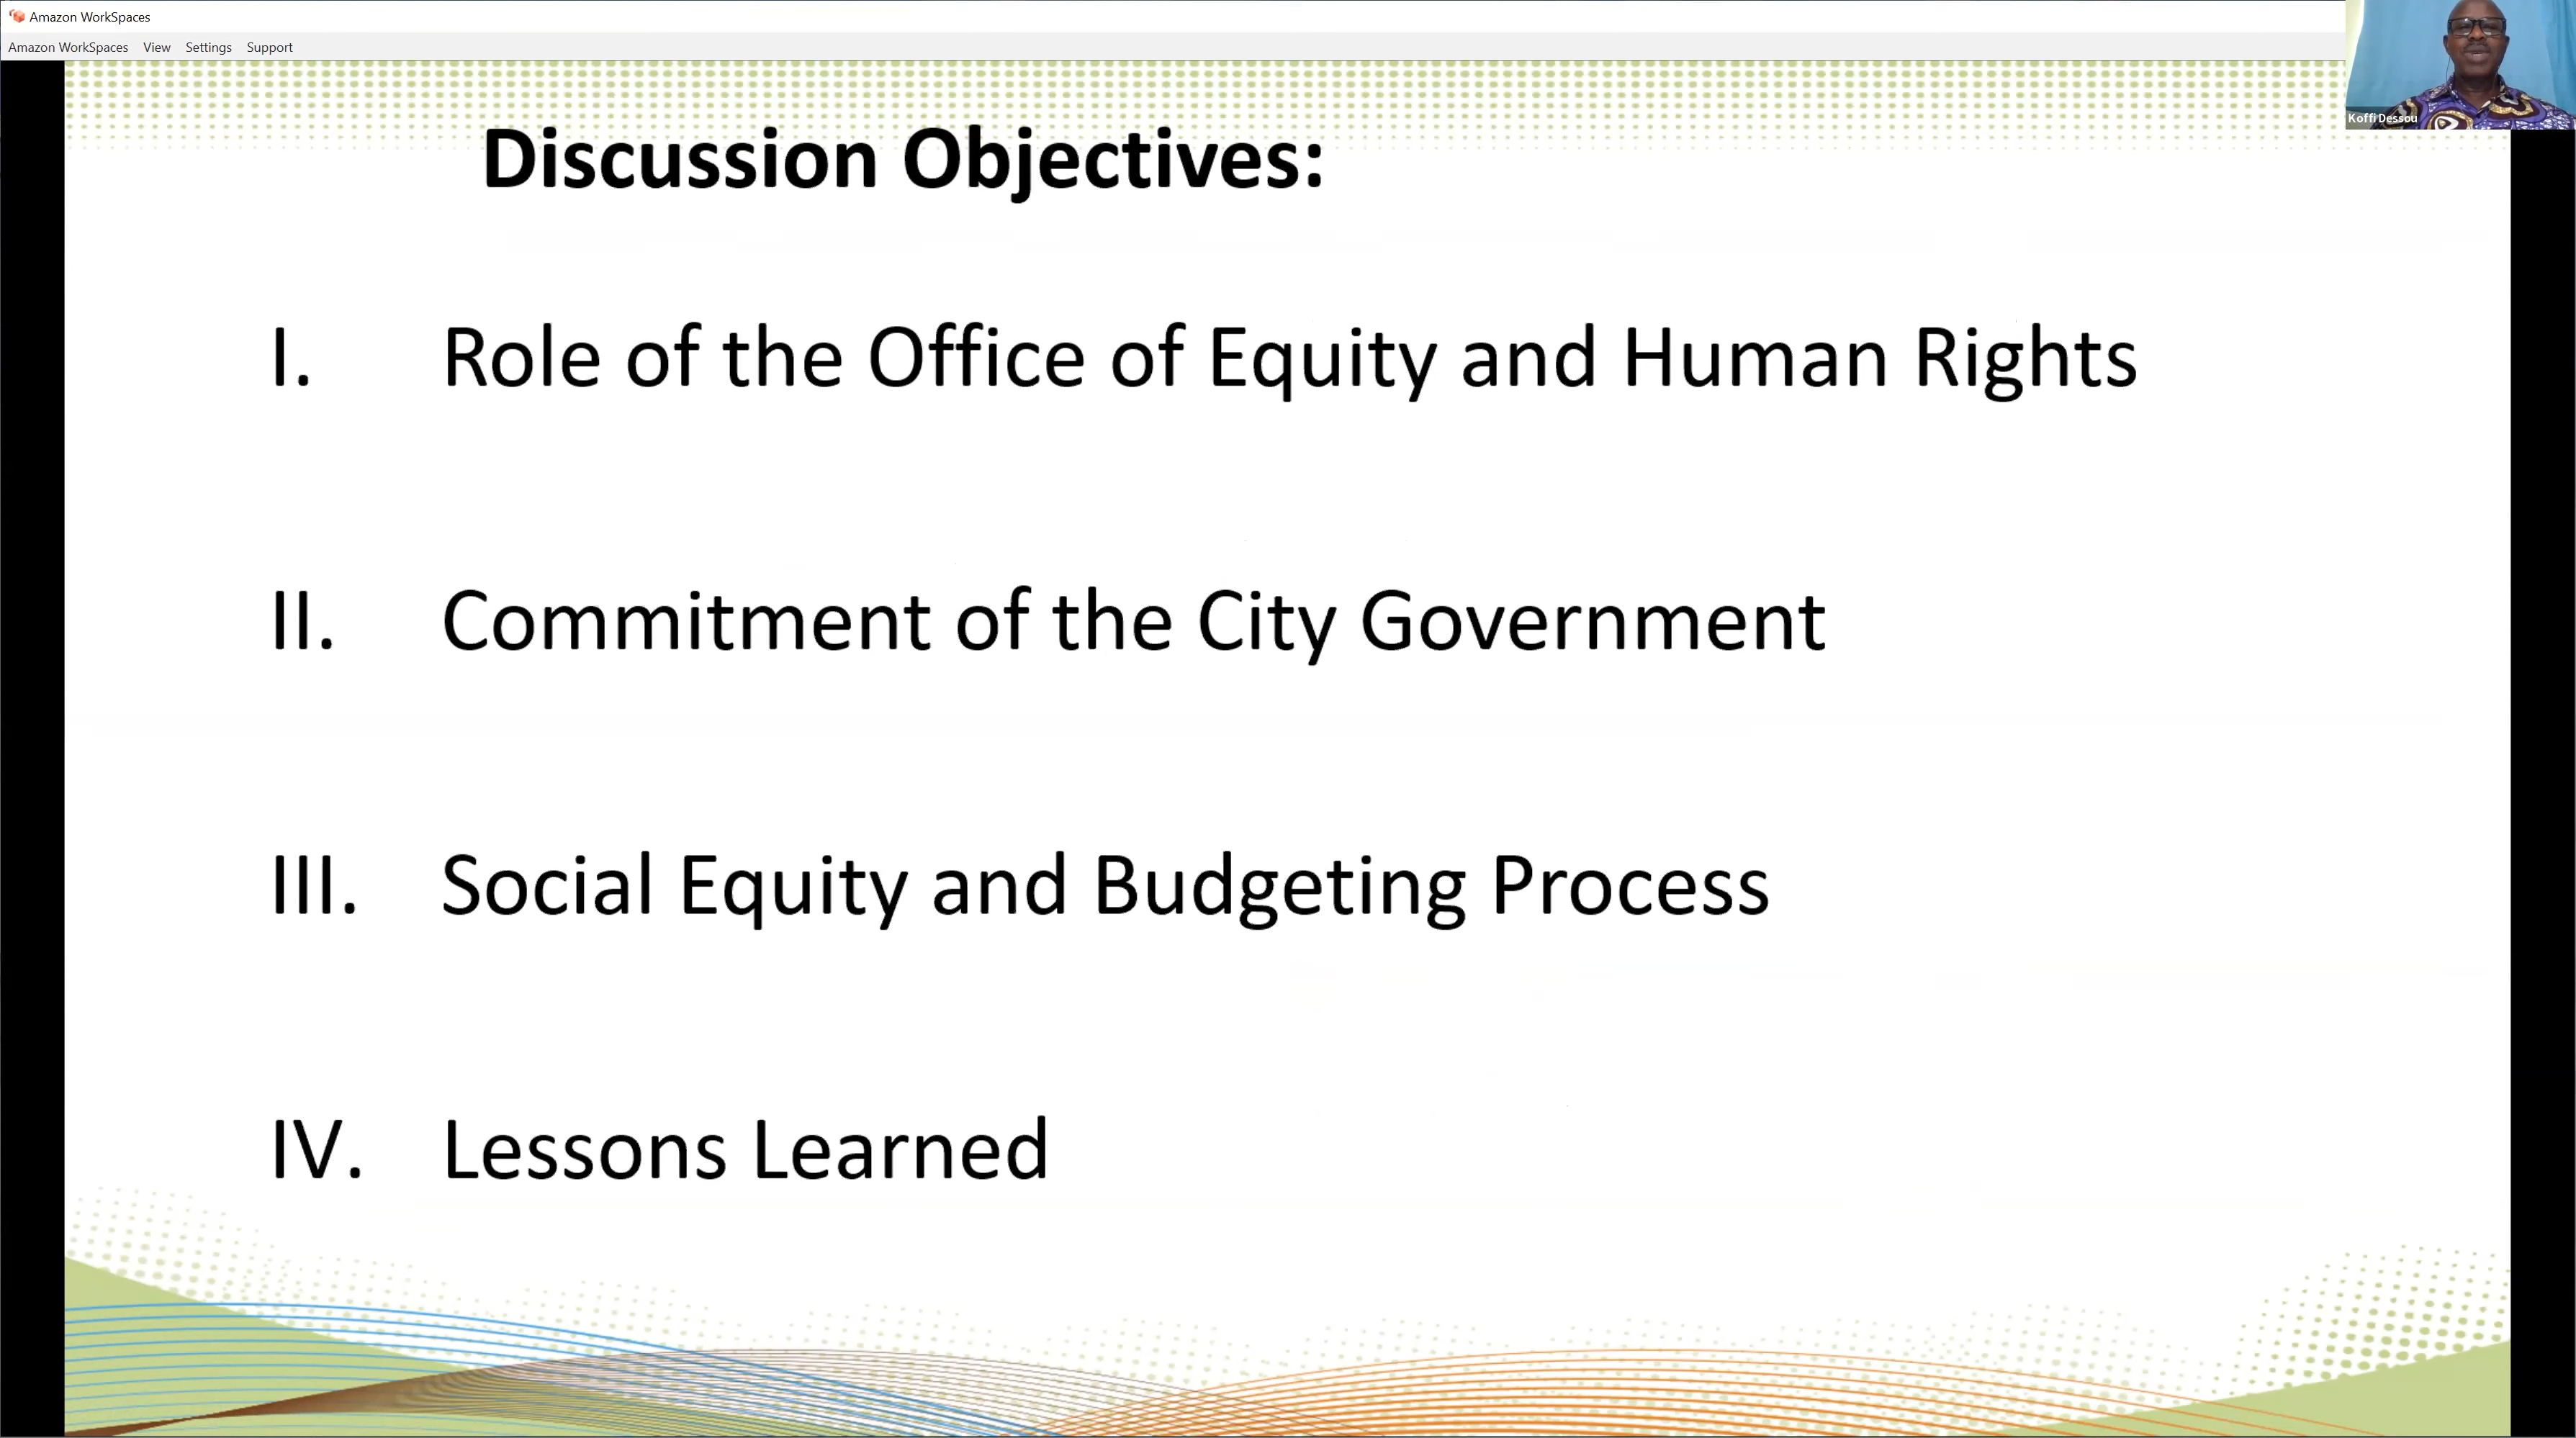 Amazon WorkSpaces
Amazon WorkSpaces View Settings Support
Koffi Dessou
Discussion Objectives:
I. Role of the Office of Equity and Human Rights
II. Commitment of the City Government
III. Social Equity and Budgeting Process
IV. Lessons Learned